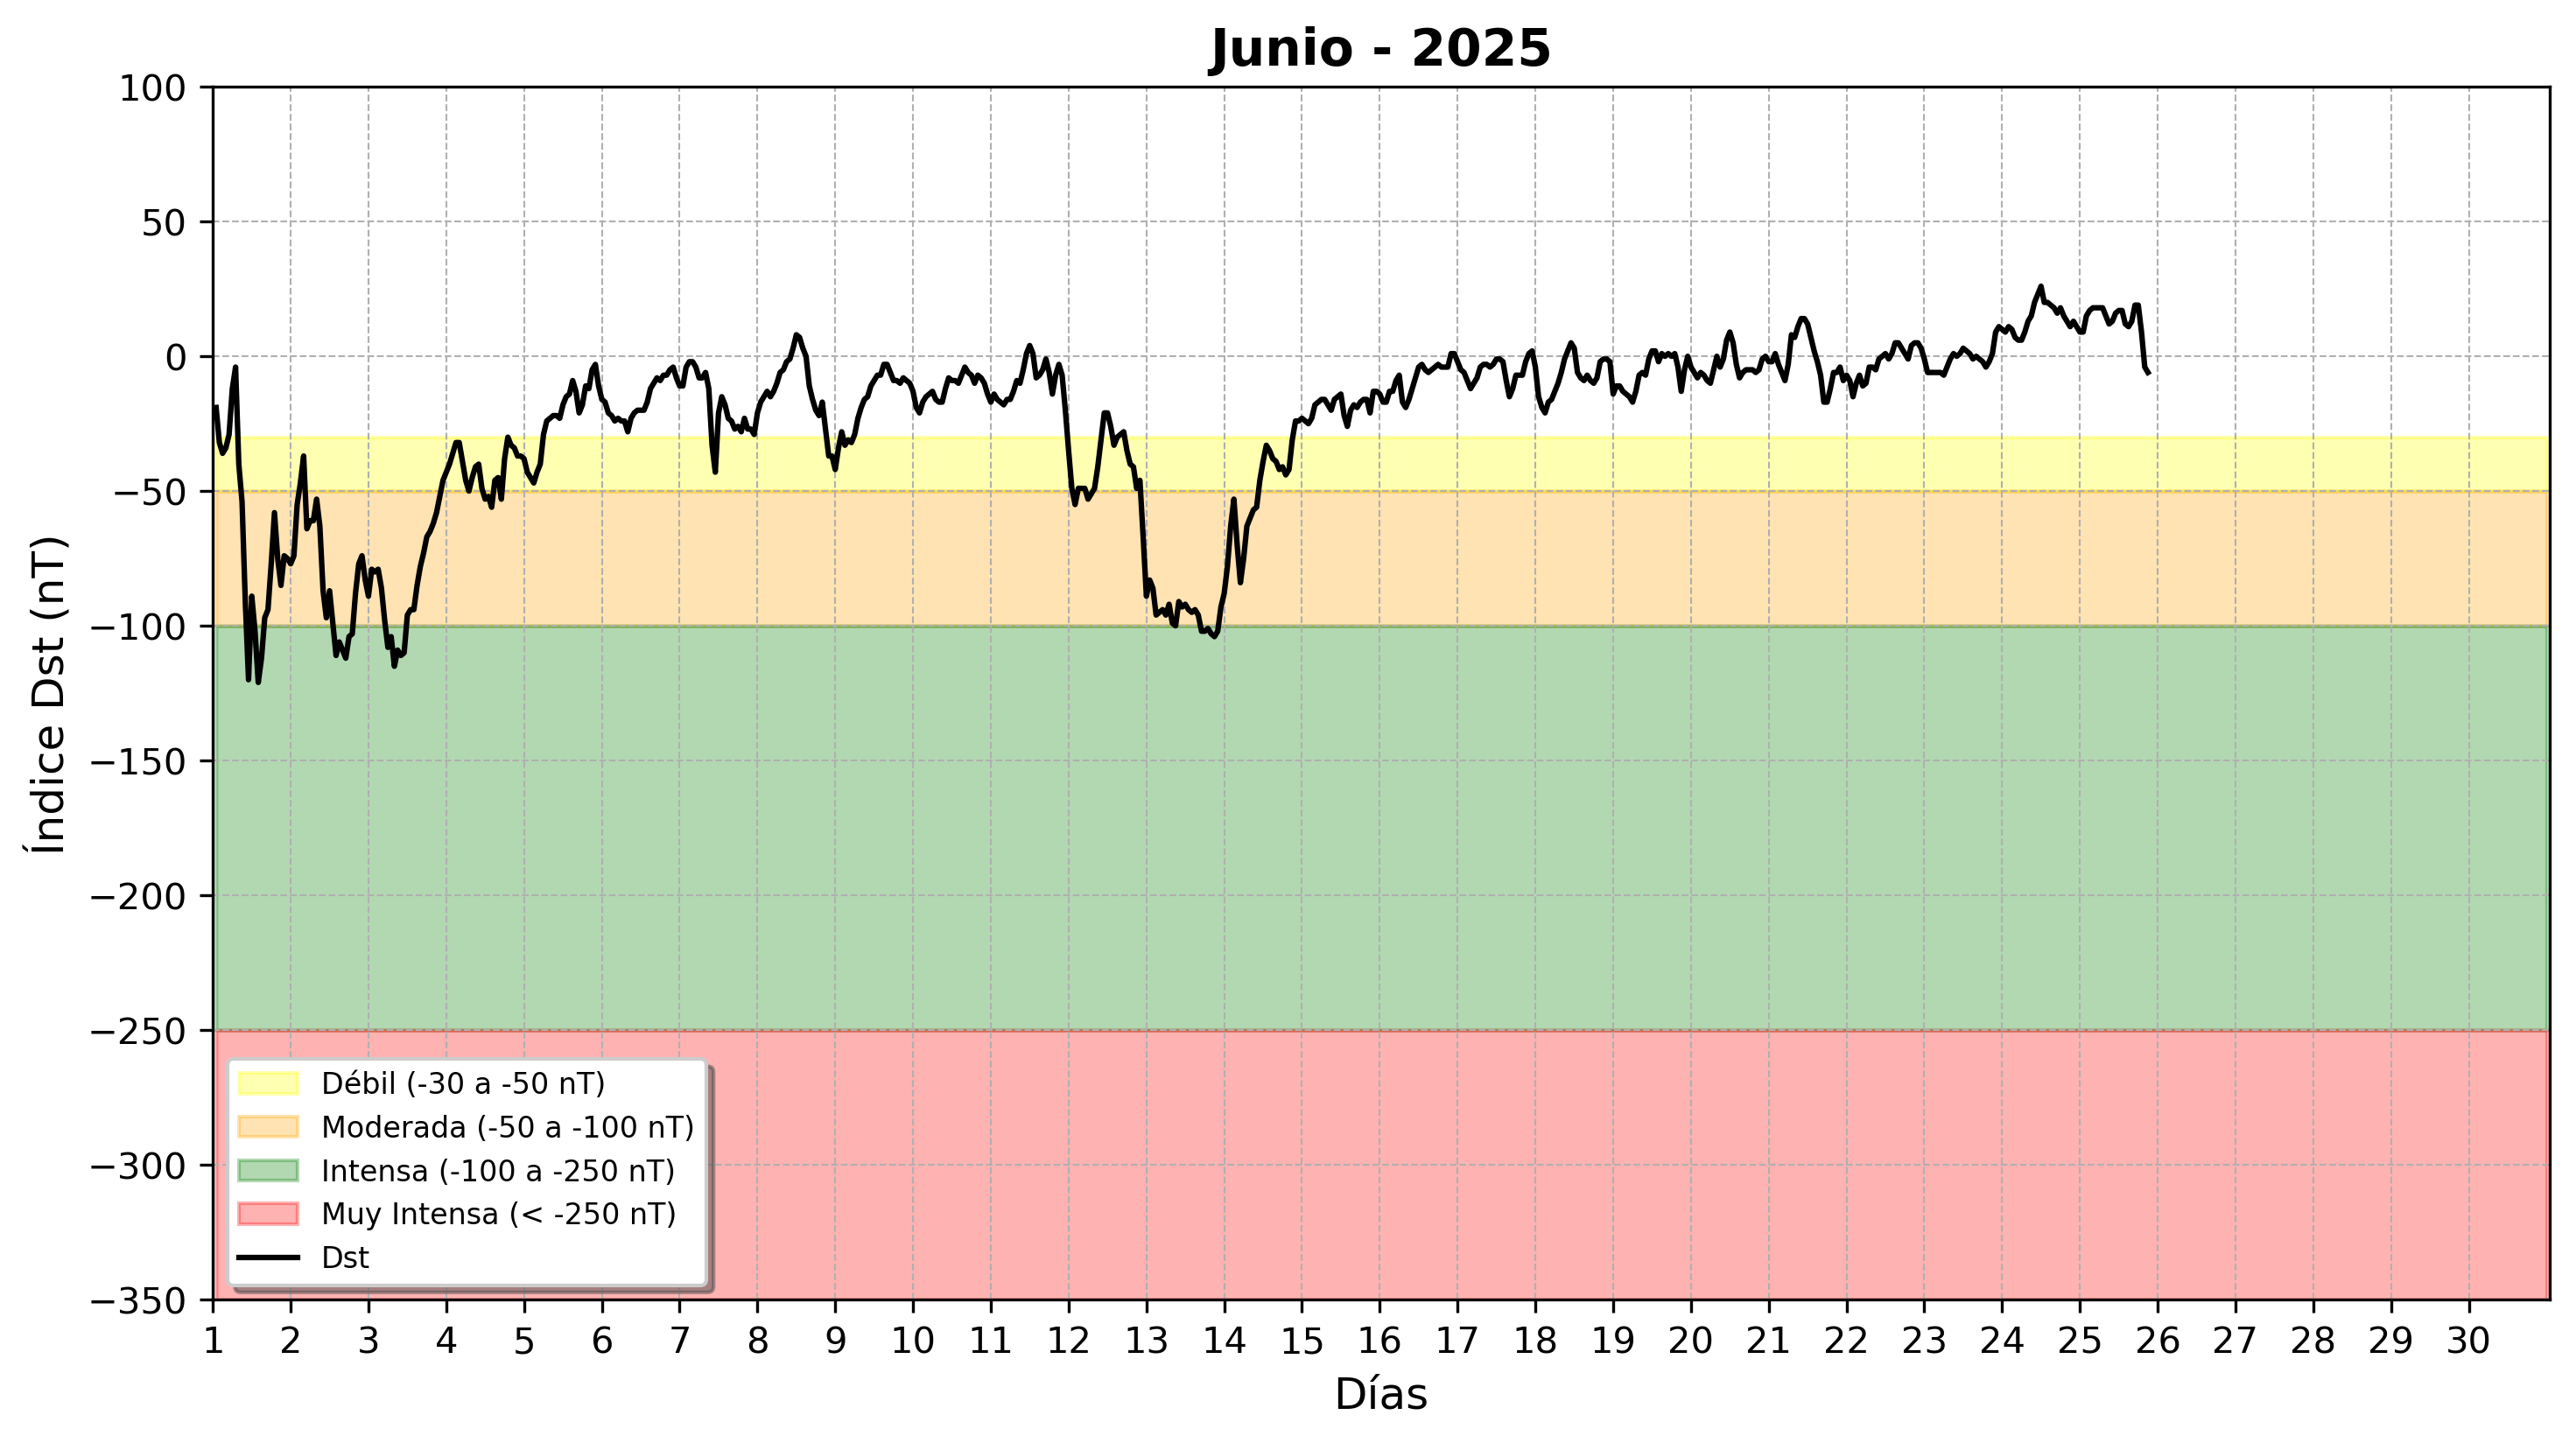 Junio - 2025
100
50
0
−50
−100
−150
−200
−250
−300
−350
Índice Dst (nT)
Débil (-30 a -50 nT)
Moderada (-50 a -100 nT)
Intensa (-100 a -250 nT)
Muy Intensa (< -250 nT)
Dst
1 2 3 4 5 6 7 8 9 10 11 12 13 14 15 16 17 18 19 20 21 22 23 24 25 26 27 28 29 30
Días